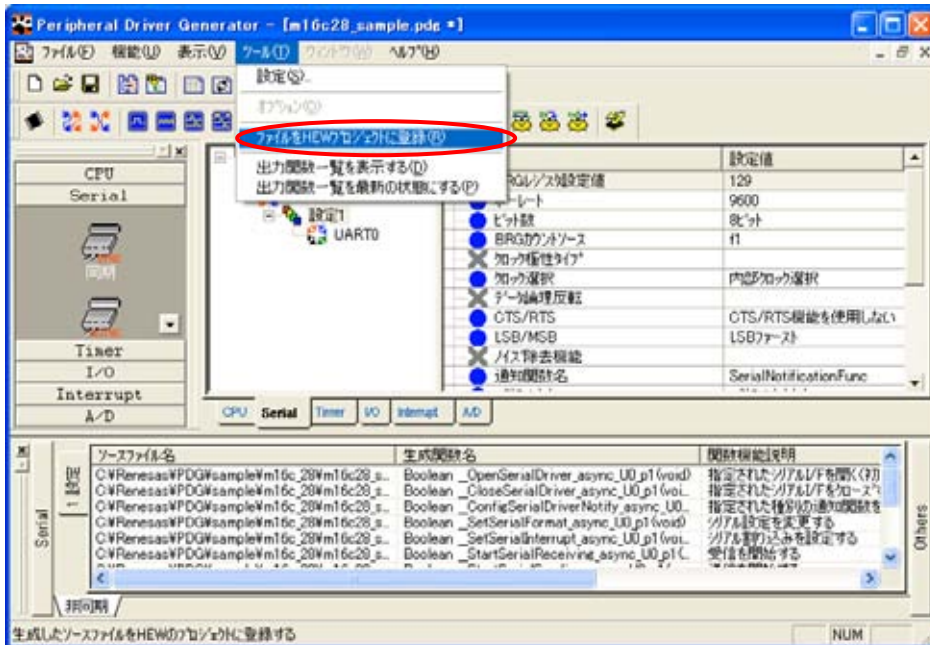 Peripheral Driver Generator - [m16c28_sample.pdg *]
ファイル(F) 機能(U) 表示(V) ツール(T) ウィンドウ(W) ヘルプ(H)
設定(S)...
オプション(O)
ファイルをHEWプロジェクトに登録(R)
出力関数一覧を表示する(D)
出力関数一覧を最新の状態にする(P)
CPU
Serial
同期
Timer
I/O
Interrupt
A/D
設定1
UART0
設定値
BRGレジスタ設定値 129
ボーレート 9600
ビット数 8ビット
BRGカウントソース f1
クロック極性タイプ
クロック選択 内部クロック選択
データ論理反転
CTS/RTS CTS/RTS機能を使用しない
LSB/MSB LSBファースト
ノイズ除去機能
通知関数名 SerialNotificationFunc
CPU Serial Timer I/O Interrupt A/D
Serial
設定1
ソースファイル名 生成関数名 関数機能説明
C:¥Renesas¥PDG¥sample¥m16c_28¥m16c28_s... Boolean _OpenSerialDriver_async_U0_p1(void) 指定されたシリアルI/Fを開く(初
C:¥Renesas¥PDG¥sample¥m16c_28¥m16c28_s... Boolean _CloseSerialDriver_async_U0_p1(voi... 指定されたシリアルI/Fをクローズ
C:¥Renesas¥PDG¥sample¥m16c_28¥m16c28_s... Boolean _ConfigSerialDriverNotify_async_U0... 指定された種別の通知関数を
C:¥Renesas¥PDG¥sample¥m16c_28¥m16c28_s... Boolean _SetSerialFormat_async_U0_p1(void) シリアル設定を変更する
C:¥Renesas¥PDG¥sample¥m16c_28¥m16c28_s... Boolean _SetSerialInterrupt_async_U0_p1(voi... シリアル割り込みを設定する
C:¥Renesas¥PDG¥sample¥m16c_28¥m16c28_s... Boolean _StartSerialReceiving_async_U0_p1(... 受信を開始する
Others
非同期
生成したソースファイルをHEWのプロジェクトに登録する
NUM